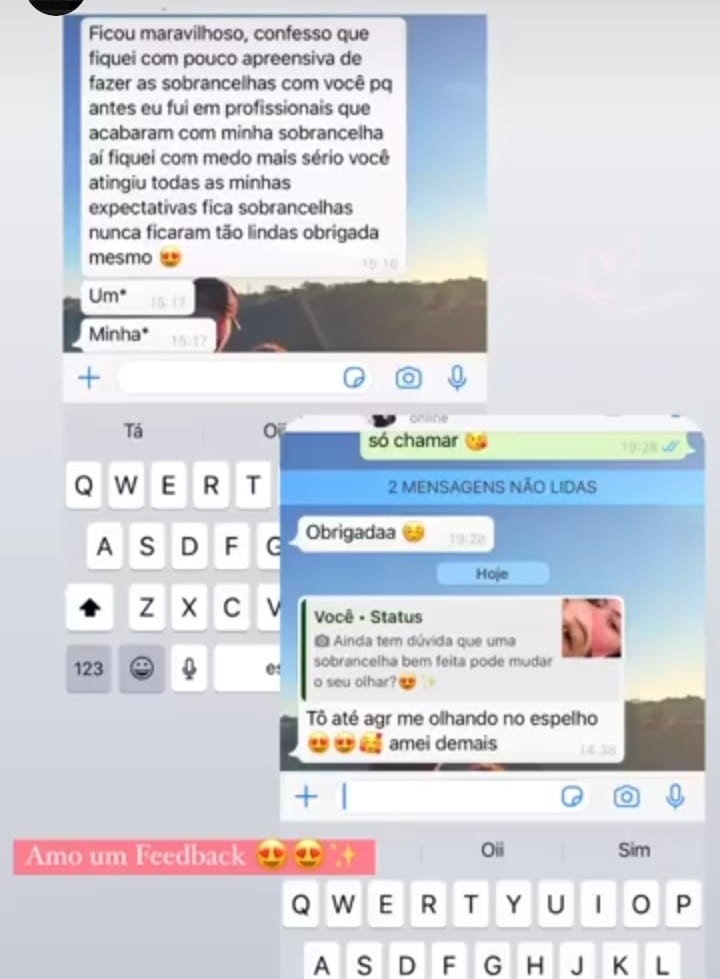 Ficou maravilhoso, confesso que
fiquei com pouco apreensiva de
fazer as sobrancelhas com você pq
antes eu fui em profissionais que
acabaram com minha sobrancelha
aí fiquei com medo mais sério você
atingiu todas as minhas
expectativas fica sobrancelhas
nunca ficaram tão lindas obrigada
mesmo 😍
15:16
Um*
15:17
Minha*
15:17
Tá
Q W E R T
A S D F G
Z X C V
123
online
só chamar 😘
19:28
2 MENSAGENS NÃO LIDAS
Obrigadaa ☺️
19:28
Hoje
Você • Status
📷 Ainda tem dúvida que uma
sobrancelha bem feita pode mudar
o seu olhar?😍✨
Tô até agr me olhando no espelho
😍😍🥰 amei demais
14:38
Amo um Feedback 😍😍✨
Oii
Sim
Q W E R T Y U I O P
A S D F G H J K L